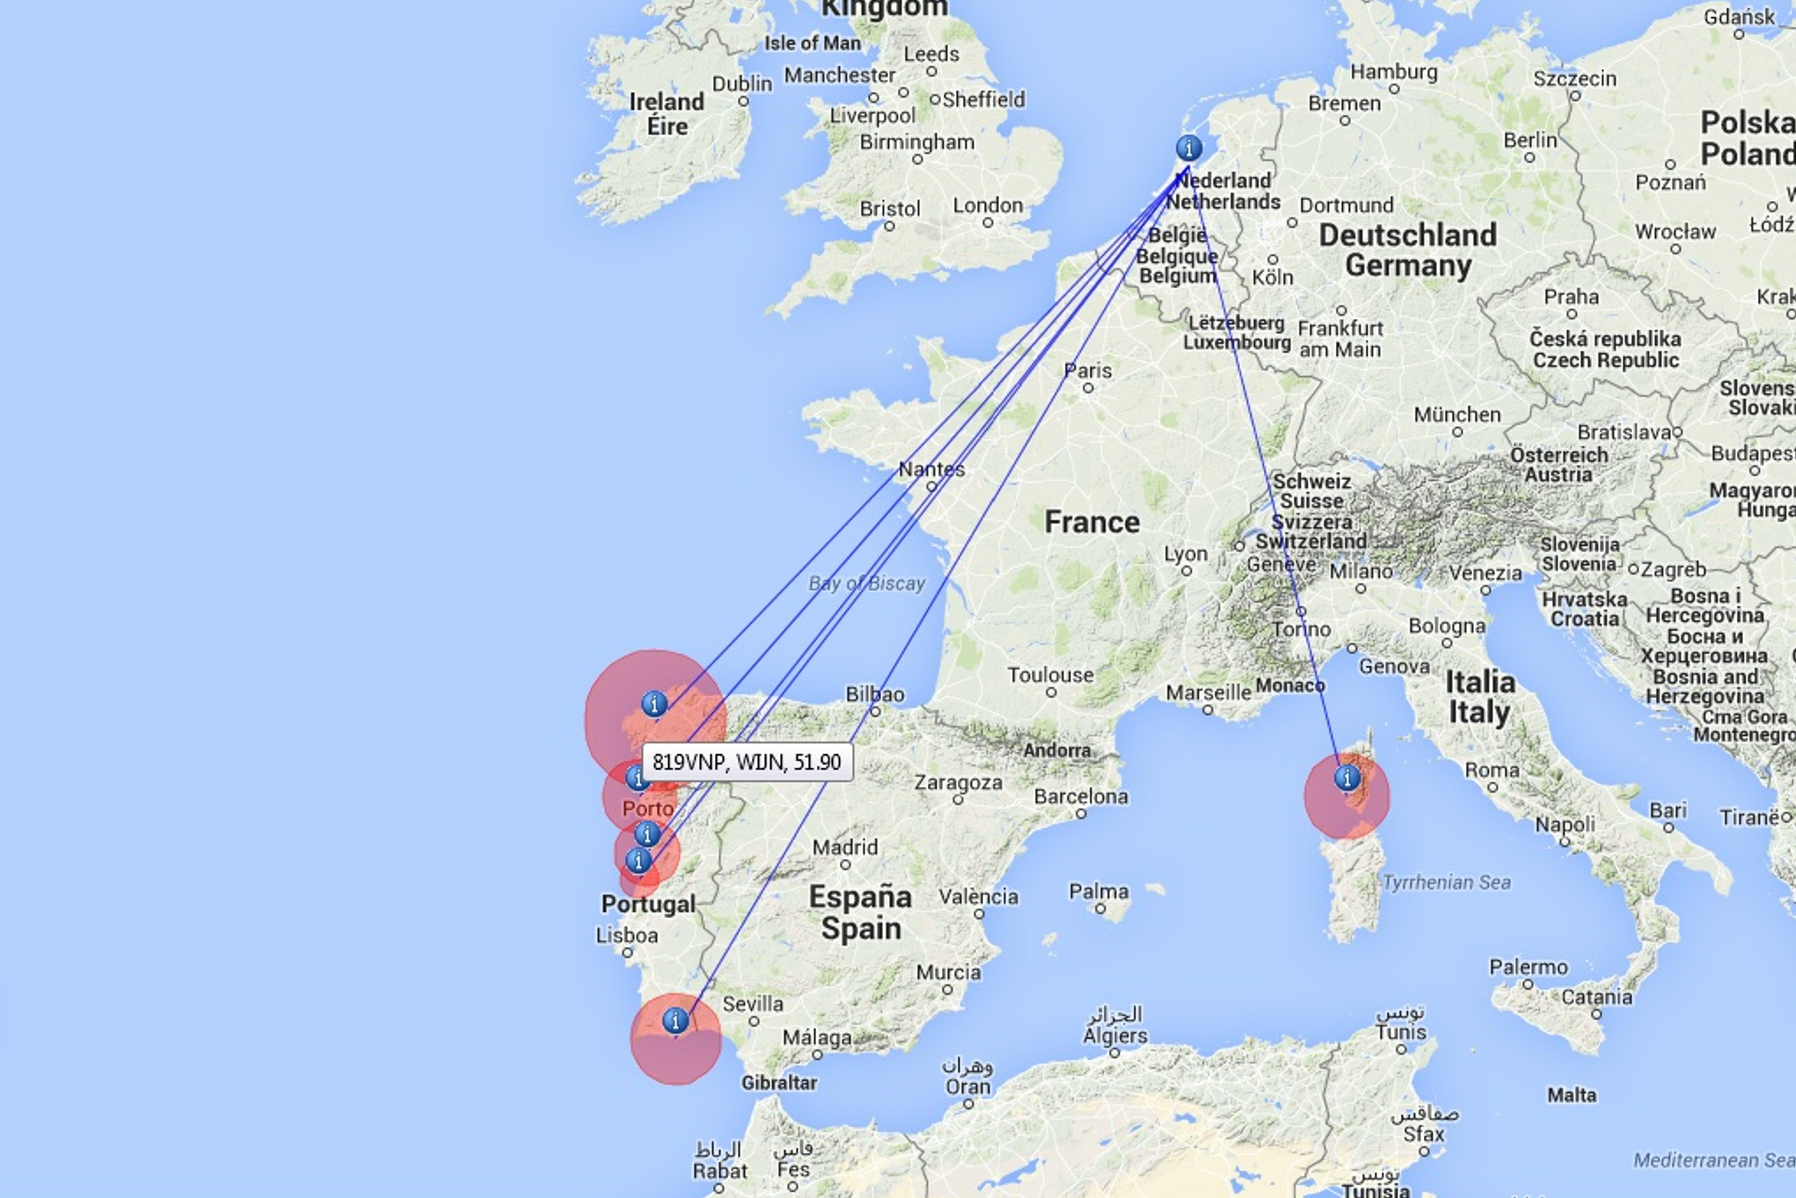 Kingdom
Gdańsk
Isle of Man
Leeds
Dublin
Manchester
Hamburg
Szczecin
Ireland
Éire
Sheffield
Liverpool
Bremen
Polska
Poland
Birmingham
Berlin
Nederland
Netherlands
Poznań
Bristol
London
Dortmund
Łódź
Wrocław
België
Belgique
Belgium
Deutschland
Germany
Köln
Praha
Lëtzebuerg
Luxembourg
Frankfurt
am Main
Česká republika
Czech Republic
Paris
München
Bratislava
Österreich
Austria
Nantes
Schweiz
Suisse
Svizzera
Switzerland
France
Lyon
Genève
Milano
Venezia
Slovenija
Slovenia
Zagreb
Bay of Biscay
Hrvatska
Croatia
Bosna i
Hercegovina
Босна и
Херцеговина
Bosnia and
Herzegovina
Torino
Bologna
Genova
Toulouse
Marseille
Monaco
Italia
Italy
Bilbao
Crna Gora
Montenegro
Andorra
819VNP, WIJN, 51.90
Zaragoza
Barcelona
Roma
Porto
Bari
Tiranë
Napoli
Madrid
Tyrrhenian Sea
Palma
València
España
Spain
Portugal
Lisboa
Murcia
Palermo
Catania
Sevilla
الجزائر
Algiers
تونس
Tunis
Málaga
وهران
Oran
Gibraltar
Malta
صفاقس
Sfax
الرباط
Rabat
فاس
Fes
Mediterranean Sea
تونس
Tunisia